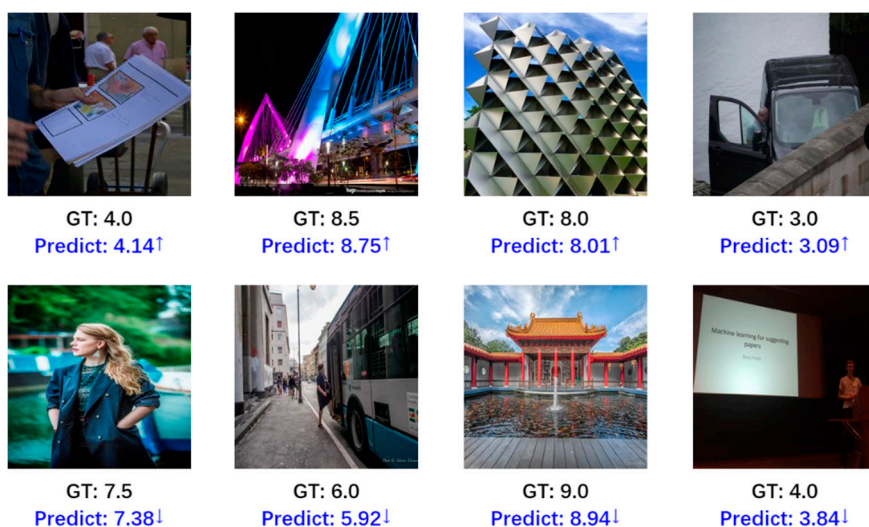 GT: 4.0
Predict: 4.14↑
GT: 8.5
Predict: 8.75↑
GT: 8.0
Predict: 8.01↑
GT: 3.0
Predict: 3.09↑
Machine learning for suggesting
papers
GT: 7.5
Predict: 7.38↓
GT: 6.0
Predict: 5.92↓
GT: 9.0
Predict: 8.94↓
GT: 4.0
Predict: 3.84↓